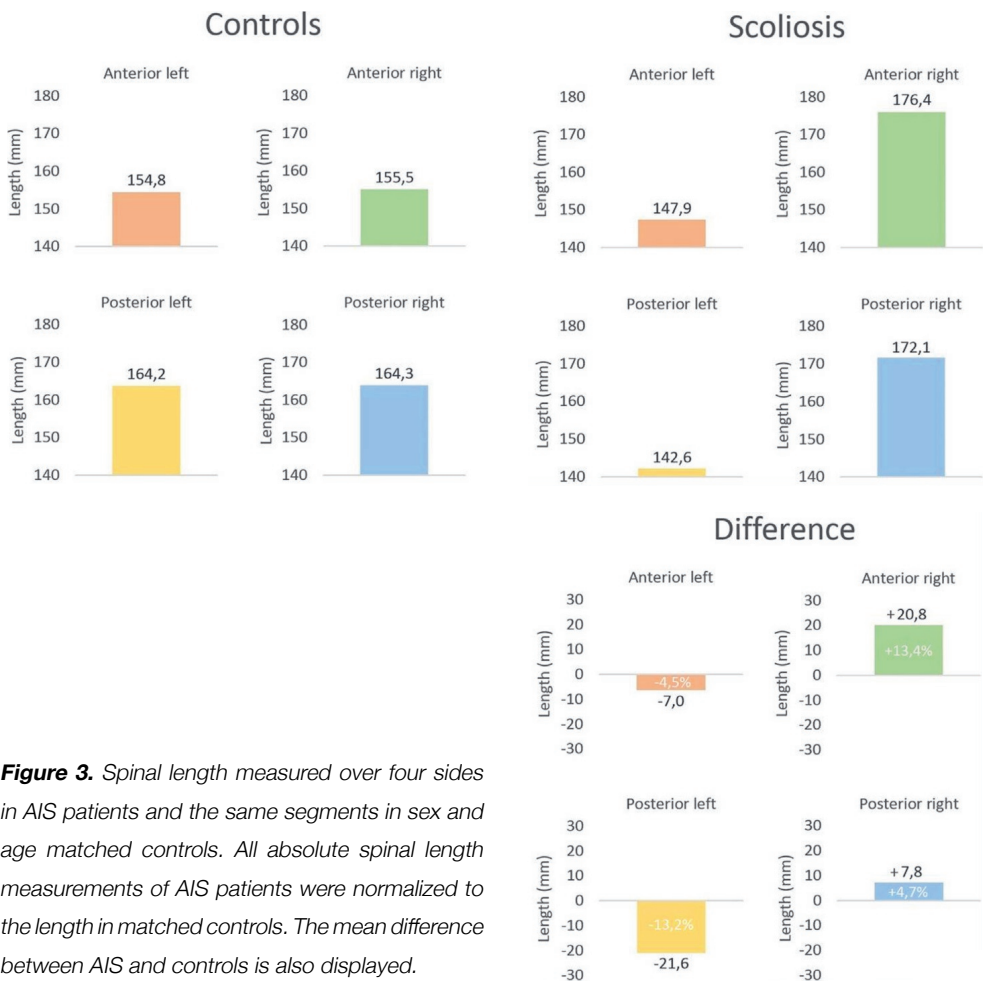 Controls
Anterior left
Length (mm)
180
170
160
150
140
154,8
Anterior right
Length (mm)
180
170
160
150
140
155,5
Posterior left
Length (mm)
180
170
160
150
140
164,2
Posterior right
Length (mm)
180
170
160
150
140
164,3
Scoliosis
Anterior left
Length (mm)
180
170
160
150
140
147,9
Anterior right
Length (mm)
180
170
160
150
140
176,4
Posterior left
Length (mm)
180
170
160
150
140
142,6
Posterior right
Length (mm)
180
170
160
150
140
172,1
Difference
Anterior left
Length (mm)
30
20
10
0
-10
-20
-30
-4,5%
-7,0
Anterior right
Length (mm)
30
20
10
0
-10
-20
-30
+20,8
+13,4%
Posterior left
Length (mm)
30
20
10
0
-10
-20
-30
-13,2%
-21,6
Posterior right
Length (mm)
30
20
10
0
-10
-20
-30
+7,8
+4,7%
Figure 3. Spinal length measured over four sides
in AIS patients and the same segments in sex and
age matched controls. All absolute spinal length
measurements of AIS patients were normalized to
the length in matched controls. The mean difference
between AIS and controls is also displayed.